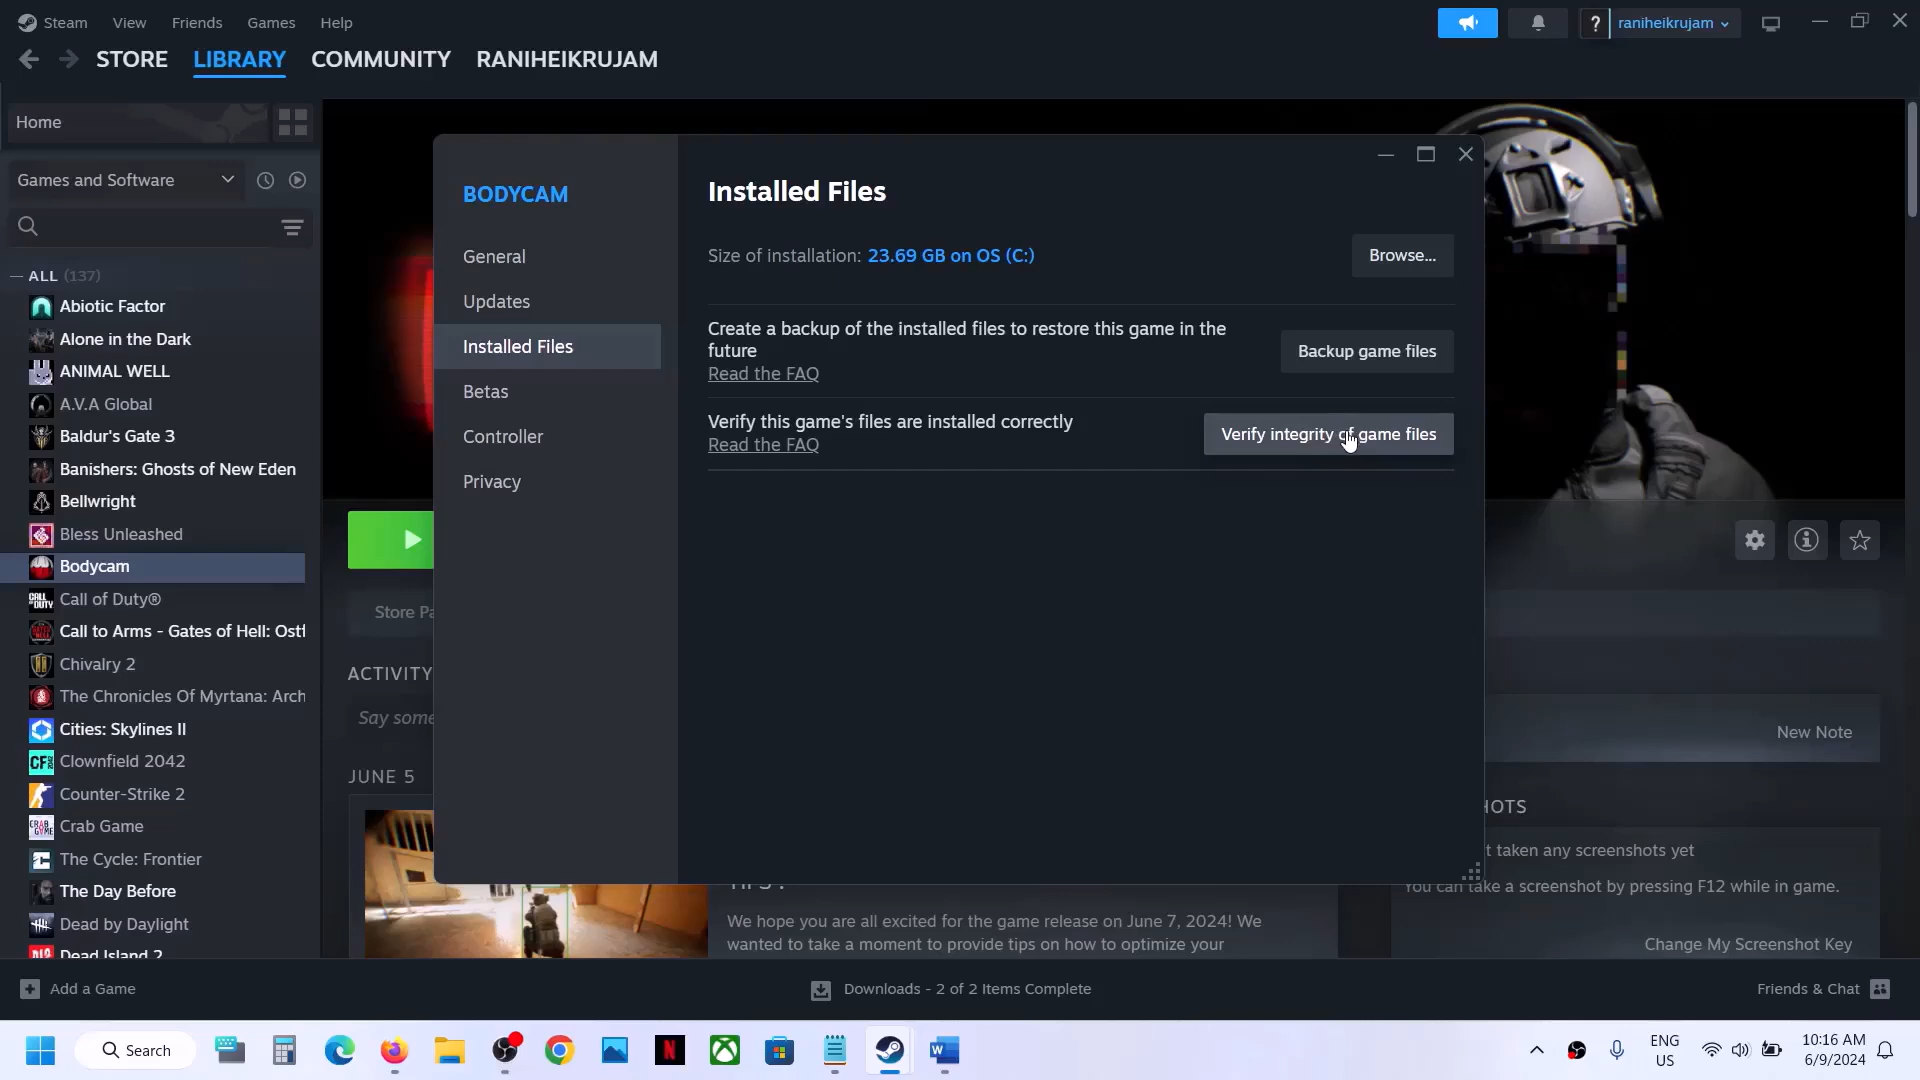 Steam View Friends Games Help
? raniheikrujam
STORE LIBRARY COMMUNITY RANIHEIKRUJAM
Home
Games and Software
ALL (137)
Abiotic Factor
Alone in the Dark
ANIMAL WELL
A.V.A Global
Baldur's Gate 3
Banishers: Ghosts of New Eden
Bellwright
Bless Unleashed
Bodycam
Call of Duty®
Call to Arms - Gates of Hell: Ostf
Chivalry 2
The Chronicles Of Myrtana: Arch
Cities: Skylines II
Clownfield 2042
Counter-Strike 2
Crab Game
The Cycle: Frontier
The Day Before
Dead by Daylight
Dead Island 2
BODYCAM
General
Updates
Installed Files
Betas
Controller
Privacy
Installed Files
Size of installation: 23.69 GB on OS (C:)
Browse...
Create a backup of the installed files to restore this game in the
future
Read the FAQ
Backup game files
Verify this game's files are installed correctly
Read the FAQ
Verify integrity of game files
Store Pa
ACTIVITY
Say some
JUNE 5
We hope you are all excited for the game release on June 7, 2024! We
wanted to take a moment to provide tips on how to optimize your
New Note
HOTS
t taken any screenshots yet
You can take a screenshot by pressing F12 while in game.
Change My Screenshot Key
Add a Game
Downloads - 2 of 2 Items Complete
Friends & Chat
Search
ENG
US
10:16 AM
6/9/2024